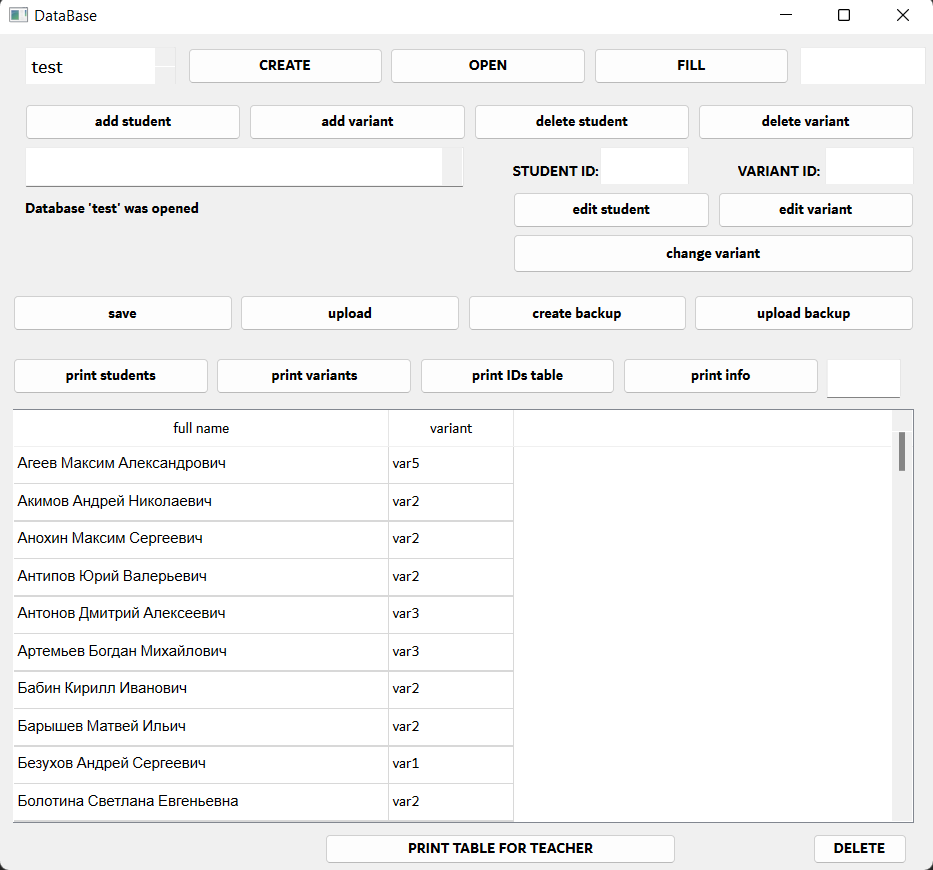 DataBase
test CREATE OPEN FILL
add student add variant delete student delete variant
STUDENT ID: VARIANT ID:
Database 'test' was opened edit student edit variant
change variant
save upload create backup upload backup
print students print variants print IDs table print info
full name variant
Агеев Максим Александрович var5
Акимов Андрей Николаевич var2
Анохин Максим Сергеевич var2
Антипов Юрий Валерьевич var2
Антонов Дмитрий Алексеевич var3
Артемьев Богдан Михайлович var3
Бабин Кирилл Иванович var2
Барышев Матвей Ильич var2
Безухов Андрей Сергеевич var1
Болотина Светлана Евгеньевна var2
PRINT TABLE FOR TEACHER DELETE